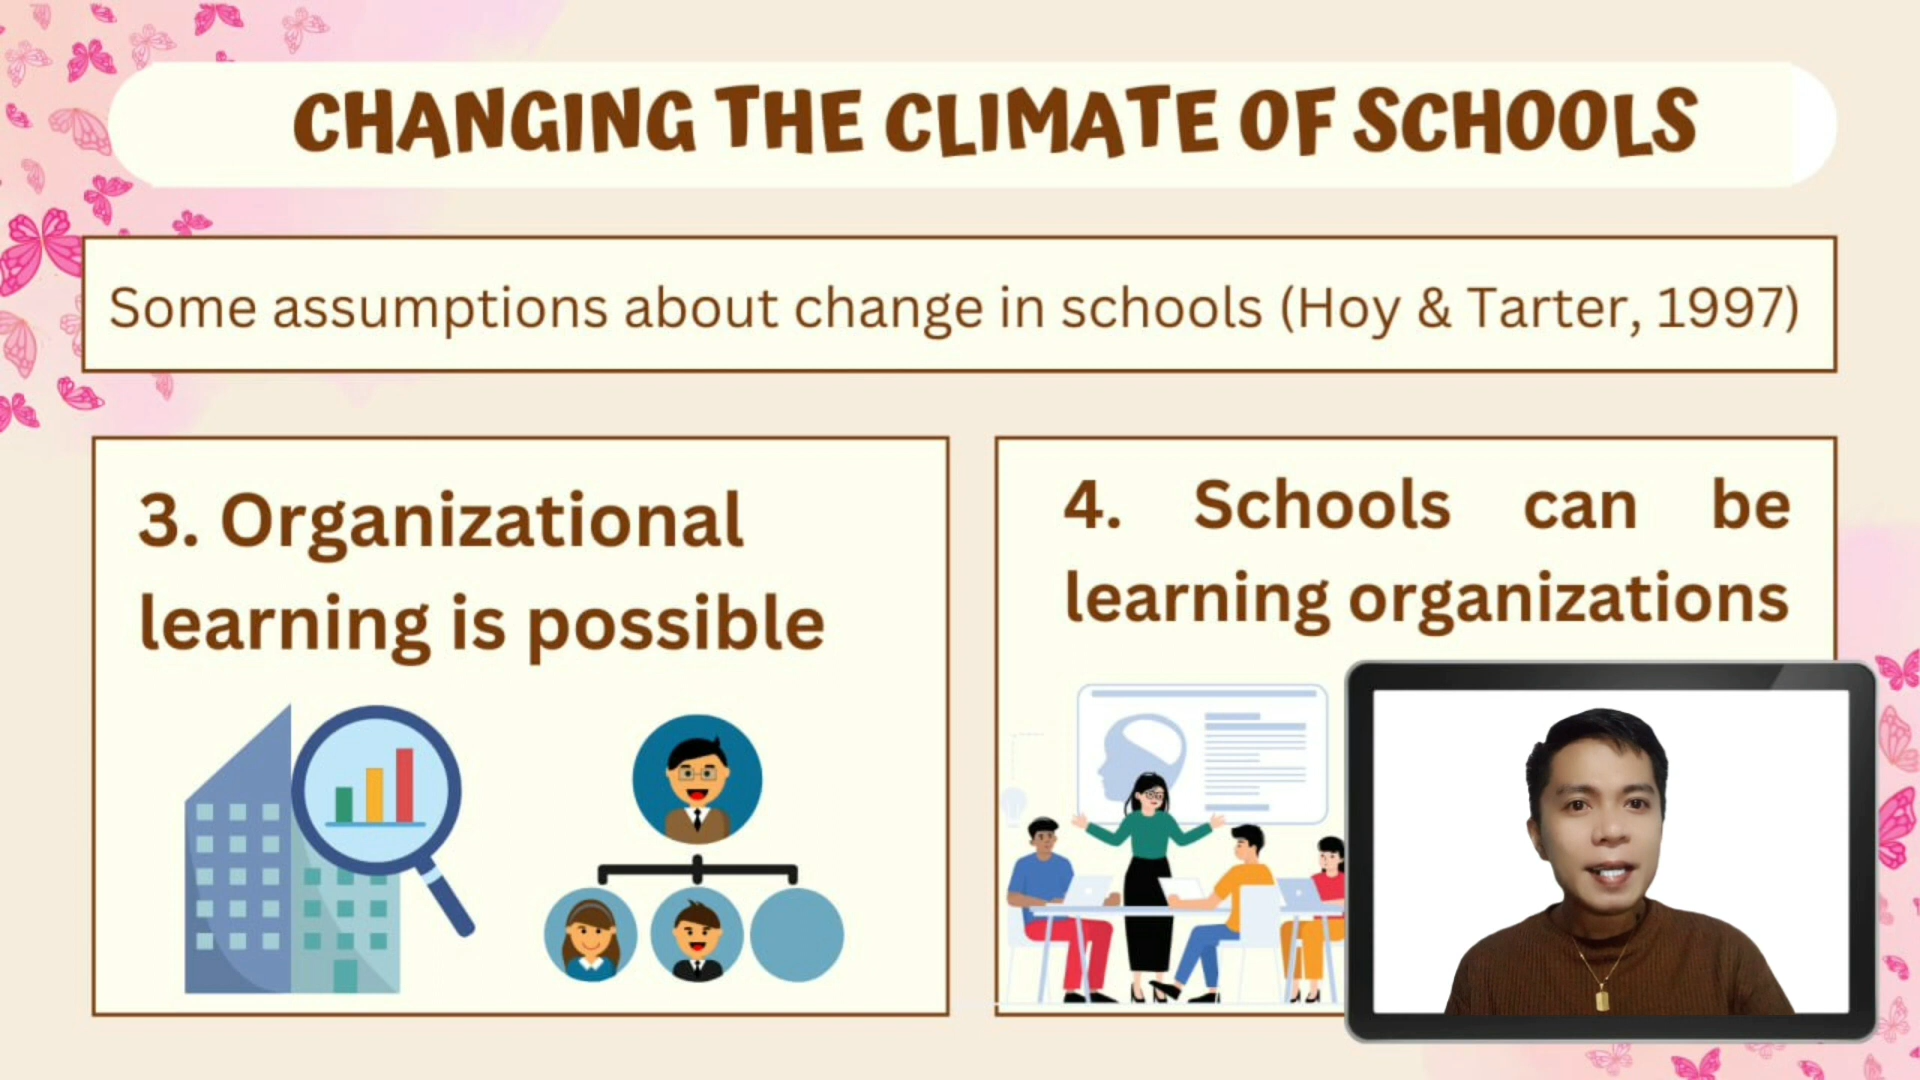 CHANGING THE CLIMATE OF SCHOOLS
Some assumptions about change in schools (Hoy & Tarter, 1997)
3. Organizational
learning is possible
4. Schools can be
learning organizations